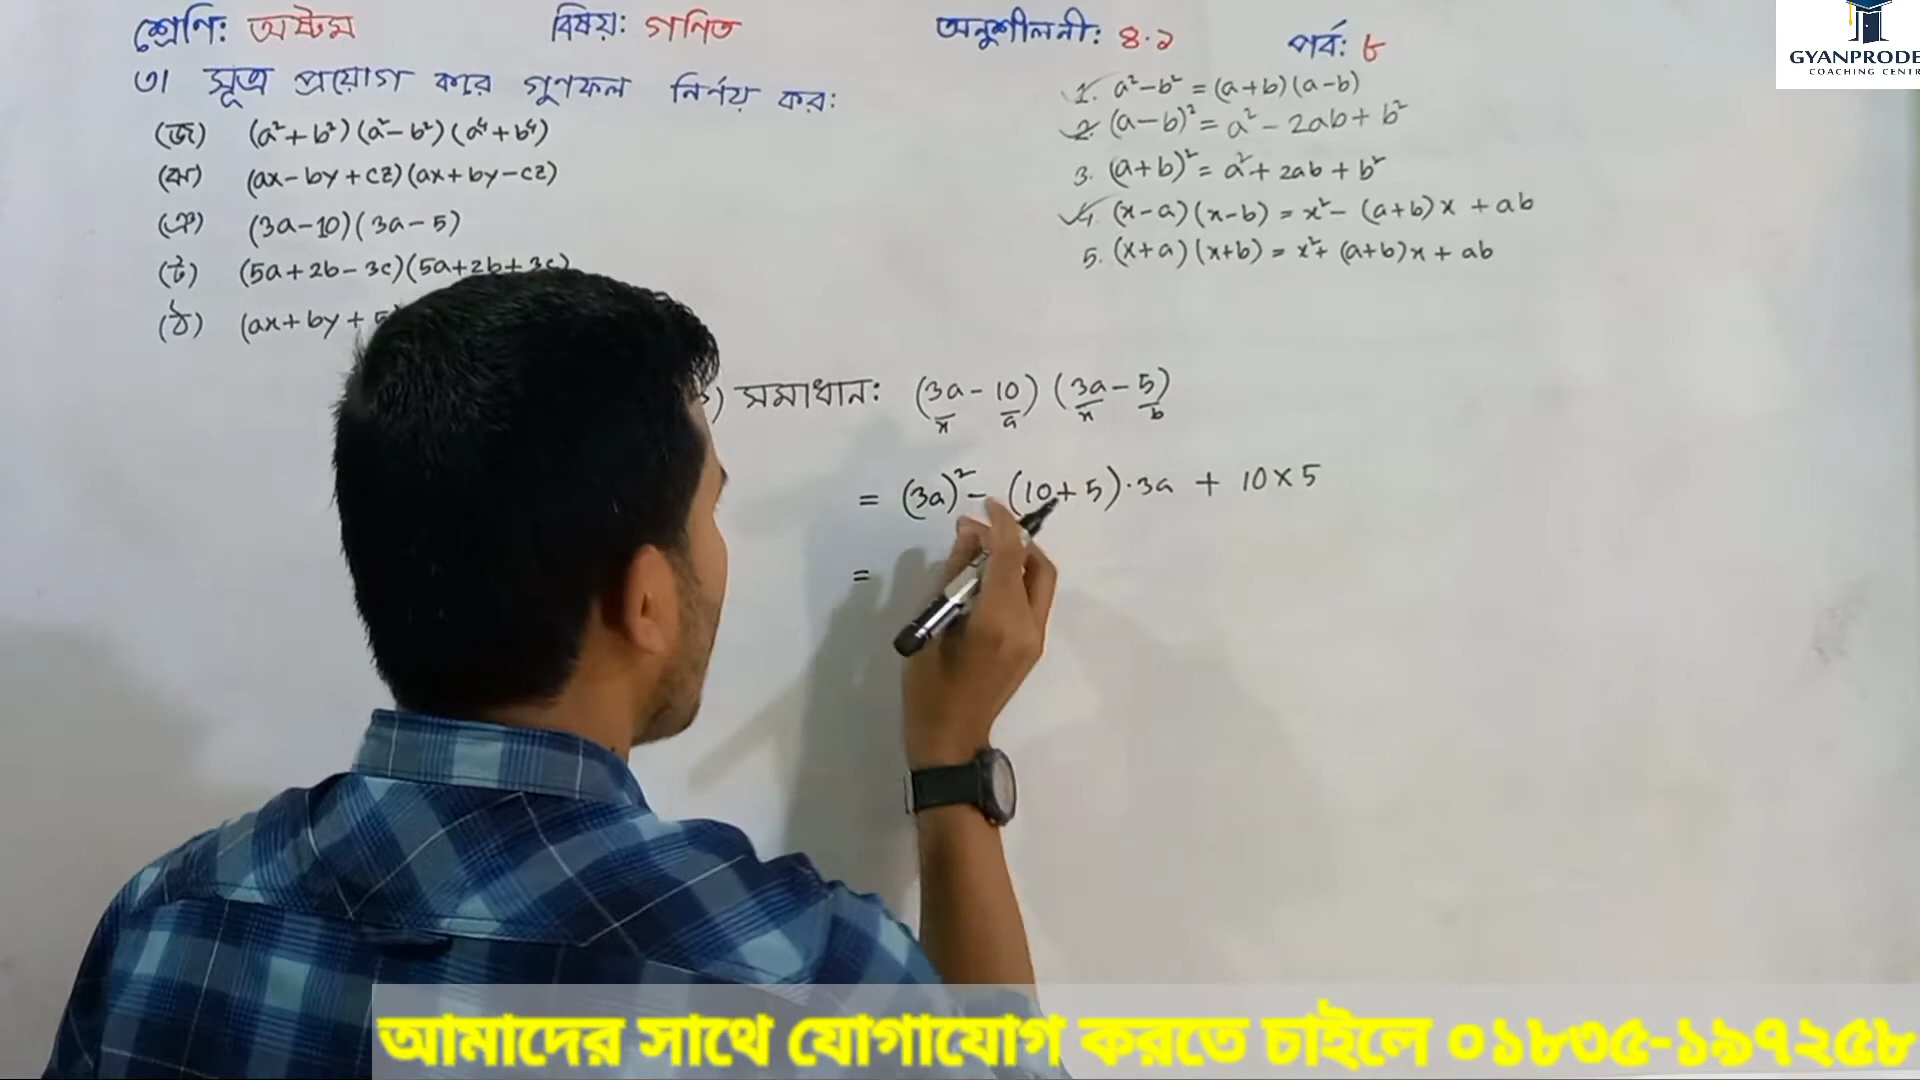 শ্রেণি: অষ্টম বিষয়: গণিত অনুশীলনী: ৪.১ পর্ব: ৮
GYANPRODE
COACHING CENTR
৩। সূত্র প্রয়োগ করে গুণফল নির্ণয় কর:
(জ) (a²+b²)(a²-b²)(a⁴+b⁴)
(ঝ) (ax-by+cz)(ax+by-cz)
(ঞ) (3a-10)(3a-5)
(ট) (5a+2b-3c)(5a+2b+3c)
(ঠ) (ax+by+5
1. a²-b² = (a+b)(a-b)
2. (a-b)² = a² - 2ab + b²
3. (a+b)² = a² + 2ab + b²
4. (x-a)(x-b) = x² - (a+b)x + ab
5. (x+a)(x+b) = x² + (a+b)x + ab
) সমাধান: (3a - 10) (3a - 5)
x a x b
= (3a)² - (10+5)·3a + 10×5
=
আমাদের সাথে যোগাযোগ করতে চাইলে ০১৮৩৫-১৯৭২৫৮